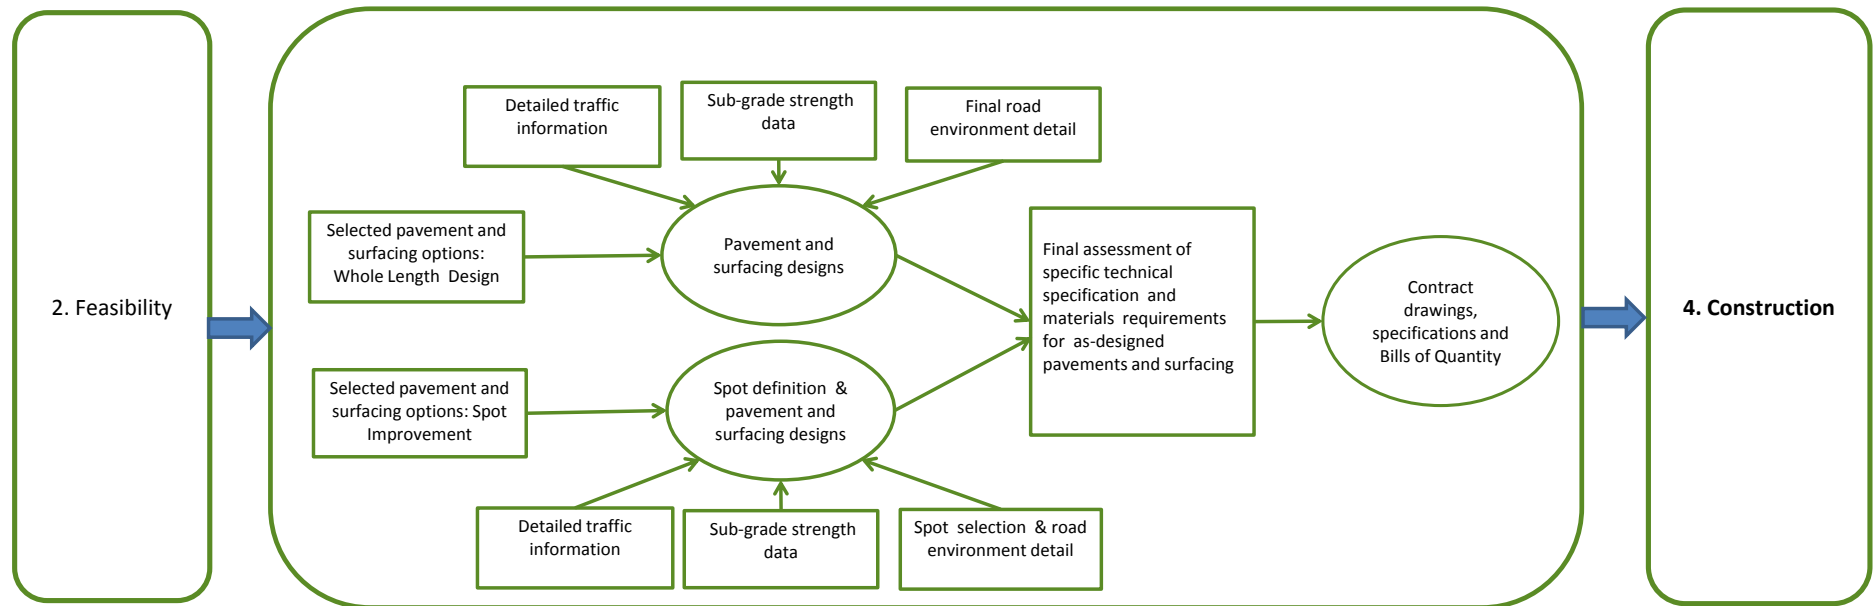 2. Feasibility
Detailed traffic
information
Sub-grade strength
data
Final road
environment detail
Selected pavement and
surfacing options:
Whole Length Design
Pavement and
surfacing designs
Selected pavement and
surfacing options: Spot
Improvement
Spot definition &
pavement and
surfacing designs
Detailed traffic
information
Sub-grade strength
data
Spot selection & road
environment detail
Final assessment of
specific technical
specification and
materials requirements
for as-designed
pavements and surfacing
Contract
drawings,
specifications and
Bills of Quantity
4. Construction